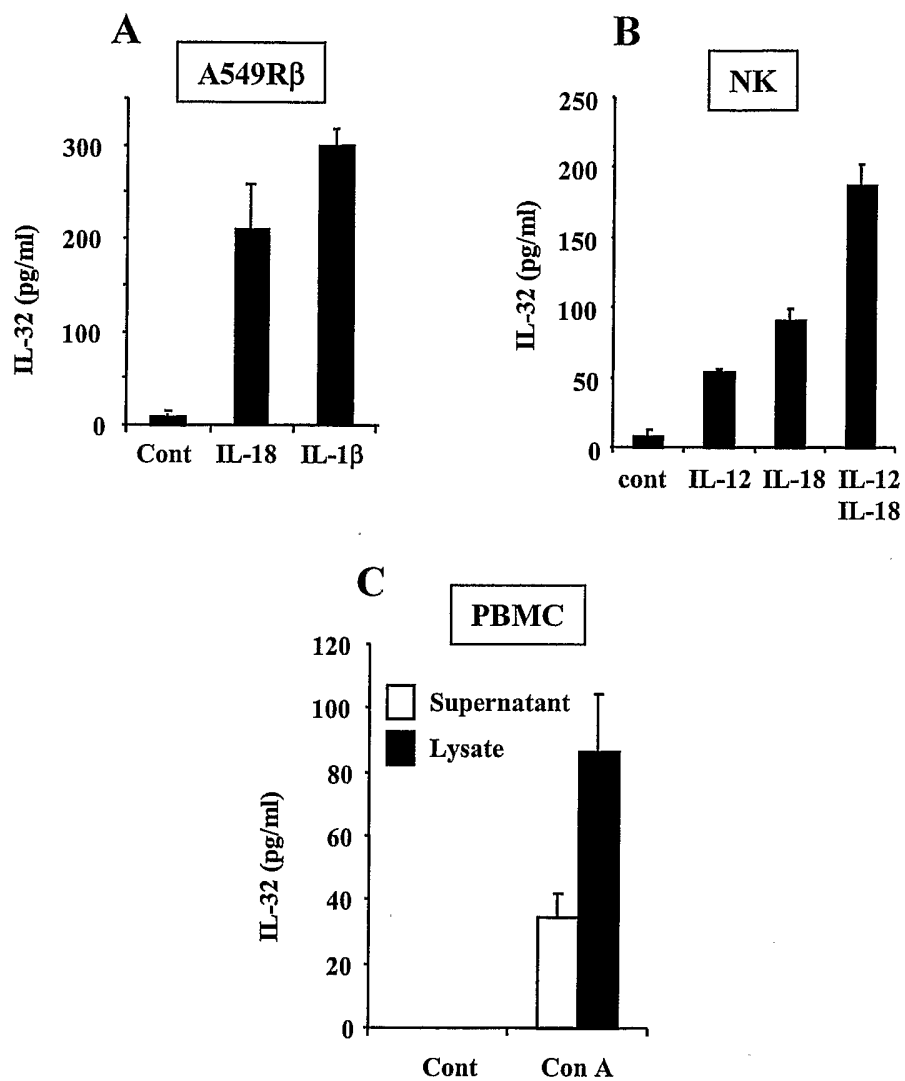 A
A549Rβ
IL-32 (pg/ml)
300
200
100
0
Cont IL-18 IL-1β
B
NK
IL-32 (pg/ml)
250
200
150
100
50
0
cont IL-12 IL-18 IL-12
IL-18
C
PBMC
IL-32 (pg/ml)
120
100
80
60
40
20
0
Supernatant
Lysate
Cont Con A